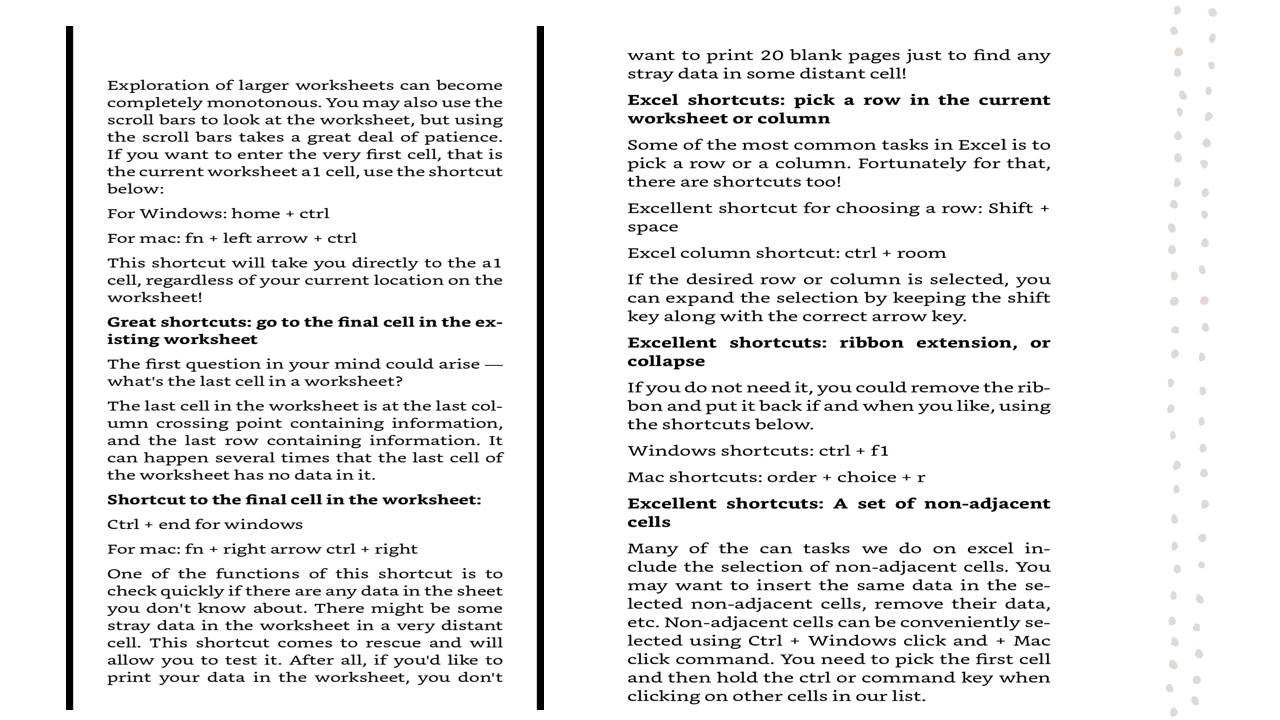 Exploration of larger worksheets can become
completely monotonous. You may also use the
scroll bars to look at the worksheet, but using
the scroll bars takes a great deal of patience.
If you want to enter the very first cell, that is
the current worksheet a1 cell, use the shortcut
below:
For Windows: home + ctrl
For mac: fn + left arrow + ctrl
This shortcut will take you directly to the a1
cell, regardless of your current location on the
worksheet!
Great shortcuts: go to the final cell in the ex-
isting worksheet
The first question in your mind could arise —
what's the last cell in a worksheet?
The last cell in the worksheet is at the last col-
umn crossing point containing information,
and the last row containing information. It
can happen several times that the last cell of
the worksheet has no data in it.
Shortcut to the final cell in the worksheet:
Ctrl + end for windows
For mac: fn + right arrow ctrl + right
One of the functions of this shortcut is to
check quickly if there are any data in the sheet
you don't know about. There might be some
stray data in the worksheet in a very distant
cell. This shortcut comes to rescue and will
allow you to test it. After all, if you'd like to
print your data in the worksheet, you don't
want to print 20 blank pages just to find any
stray data in some distant cell!
Excel shortcuts: pick a row in the current
worksheet or column
Some of the most common tasks in Excel is to
pick a row or a column. Fortunately for that,
there are shortcuts too!
Excellent shortcut for choosing a row: Shift +
space
Excel column shortcut: ctrl + room
If the desired row or column is selected, you
can expand the selection by keeping the shift
key along with the correct arrow key.
Excellent shortcuts: ribbon extension, or
collapse
If you do not need it, you could remove the rib-
bon and put it back if and when you like, using
the shortcuts below.
Windows shortcuts: ctrl + f1
Mac shortcuts: order + choice + r
Excellent shortcuts: A set of non-adjacent
cells
Many of the can tasks we do on excel in-
clude the selection of non-adjacent cells. You
may want to insert the same data in the se-
lected non-adjacent cells, remove their data,
etc. Non-adjacent cells can be conveniently se-
lected using Ctrl + Windows click and + Mac
click command. You need to pick the first cell
and then hold the ctrl or command key when
clicking on other cells in our list.